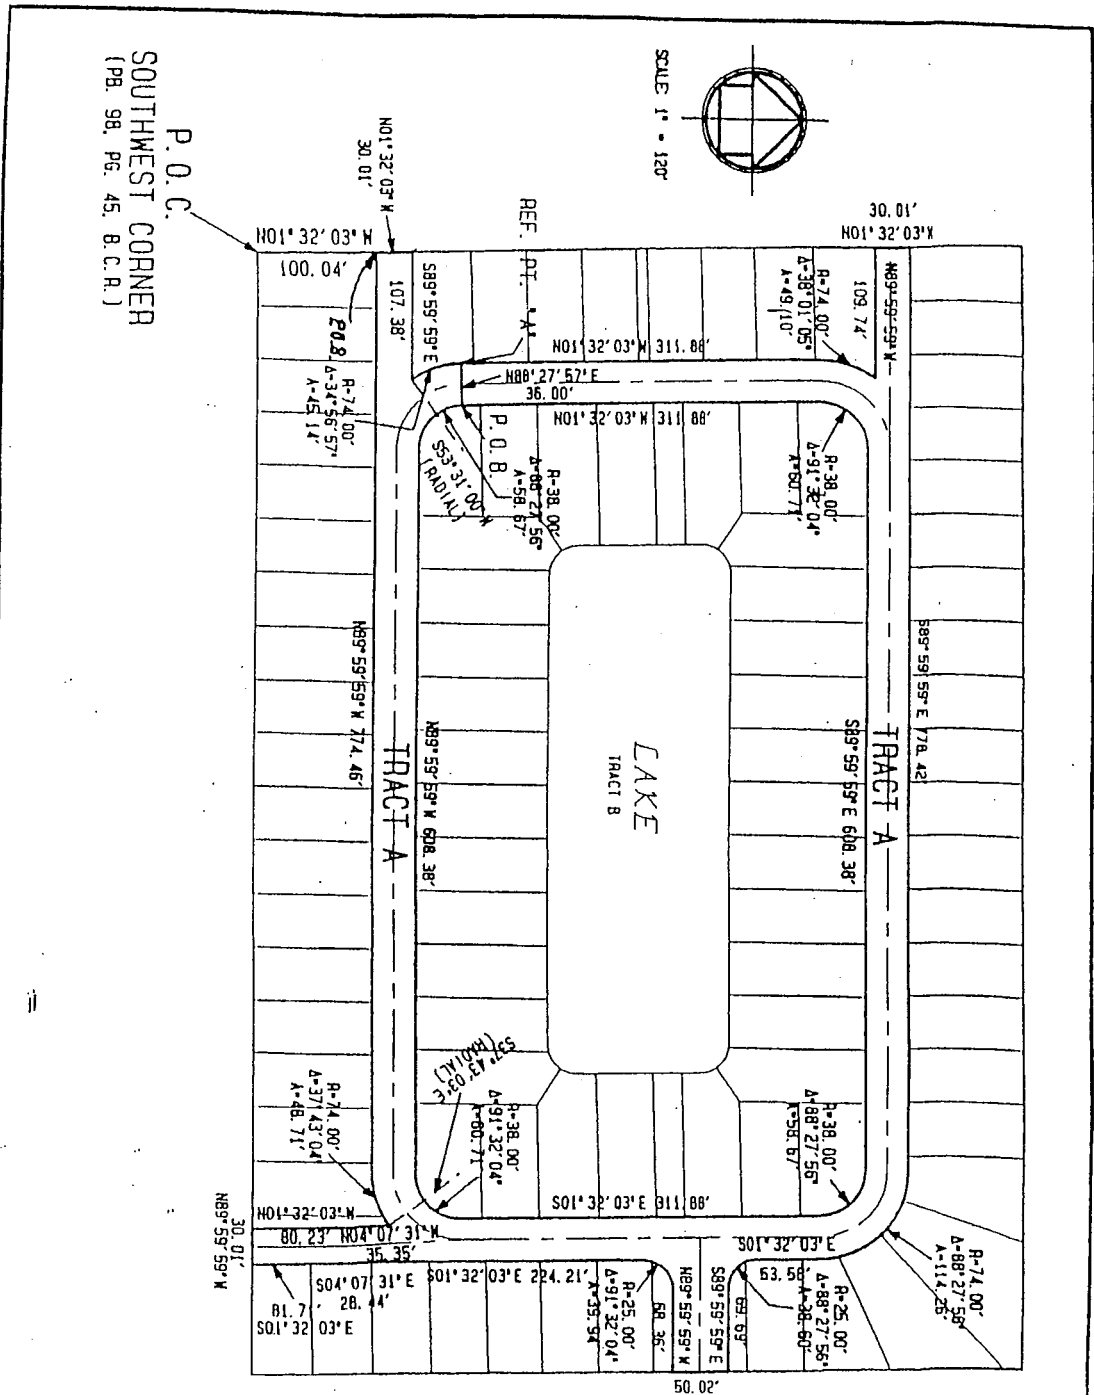 SCALE 1" = 120'
P.O.C.
SOUTHWEST CORNER
(PB. 98, PG. 45, B.C.R.)
N01°32'03"W
30.01'
N01°32'03"W
100.04'
REF. PT. "A"
S89°59'59"E
107.38'
P.O.B.
R=74.00'
Δ=34°56'57"
A=45.14'
30.01'
N01°32'03"W
N89°59'59"W
109.74'
R=74.00'
Δ=38°01'05"
A=49.10'
N01°32'03"W 311.88'
N88°27'57"E
36.00'
N01°32'03"W 311.88'
P.O.B.
S53°31'00"W
(RADIAL)
R=38.00'
Δ=88°27'56"
A=58.67'
R=38.00'
Δ=91°32'04"
A=60.71'
S89°59'59"E 778.42'
TRACT A
S89°59'59"E 608.38'
LAKE
TRACT B
N89°59'59"W 608.38'
TRACT A
N89°59'59"W 774.46'
S37°43'03"E
(RADIAL)
R=38.00'
Δ=91°32'04"
A=60.71'
R=74.00'
Δ=37°43'04"
A=48.71'
R=38.00'
Δ=88°27'56"
A=58.67'
S01°32'03"E 311.88'
N01°32'03"W
80.23'
N04°07'31"W
35.35'
30.01'
N89°59'59"W
S04°07'31"E
28.44'
81.7
S01°32'03"E
S01°32'03"E 224.21'
R=25.00'
Δ=91°32'04"
A=39.94'
68.36'
N89°59'59"W
S89°59'59"E
69.69'
S01°32'03"E
53.56'
R=25.00'
Δ=88°27'56"
A=38.60'
R=74.00'
Δ=88°27'56"
A=114.26'
50.02'